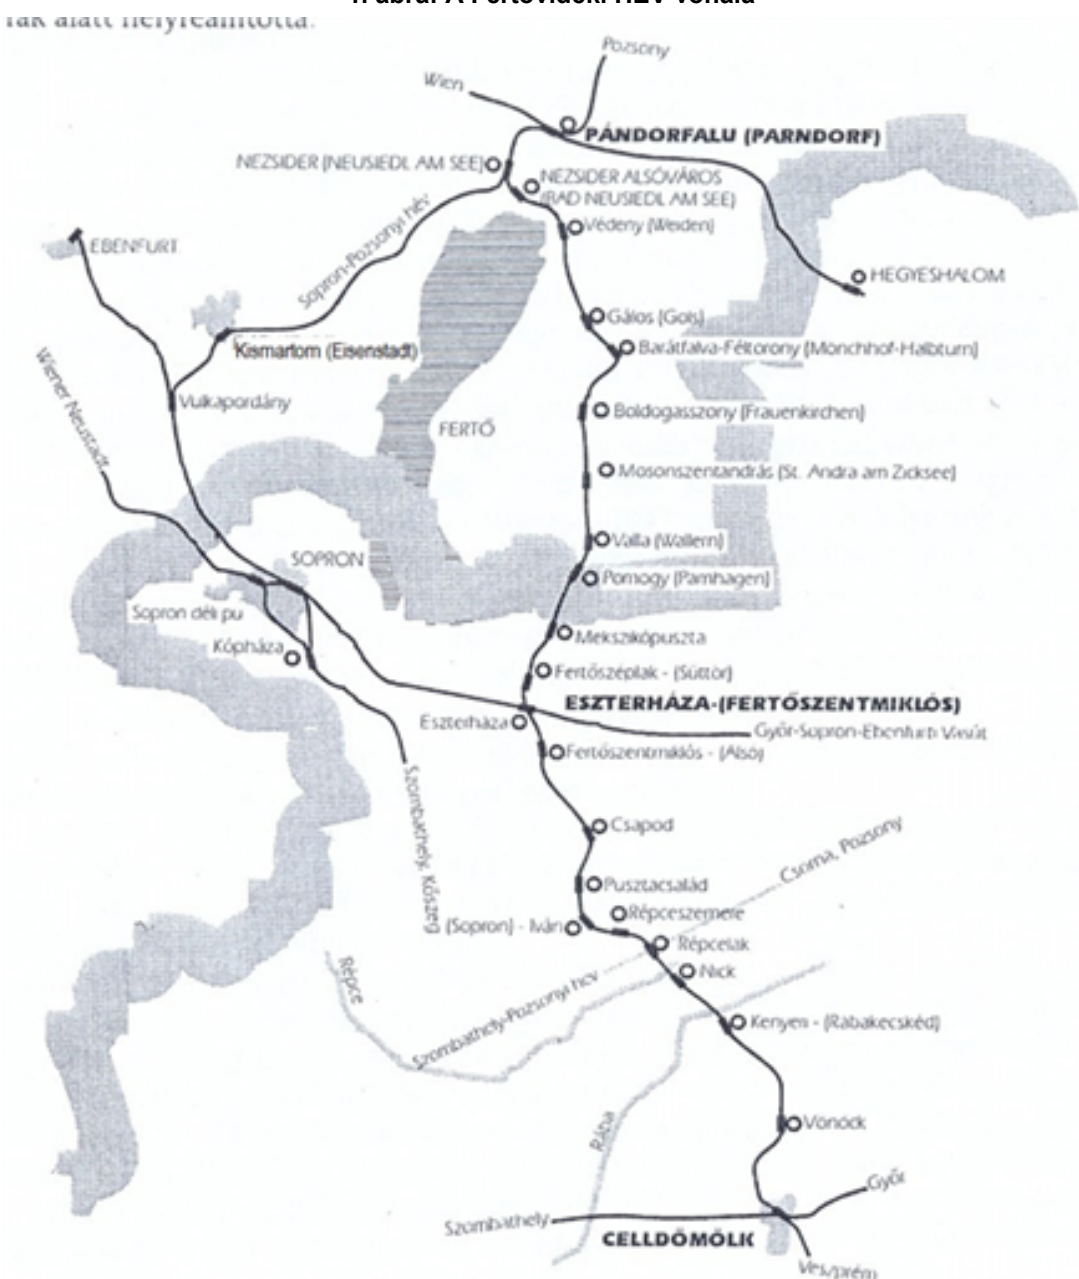 Pozsony
Wien
PÁNDORFALU (PARNDORF)
NEZSIDER (NEUSIEDL AM SEE)
NEZSIDER ALSÓVÁROS
(BAD NEUSIEDL AM SEE)
Védeny (Weiden)
Sopron-Pozsonyi hév
EBENFURT
HEGYESHALOM
Gálos (Gols)
Kismartom (Eisenstadt)
Barátfalva-Féltorony (Mönchhof-Halbturn)
Wiener Neustadt
Vulkapordány
Boldogasszony (Frauenkirchen)
FERTŐ
Mosonszentandrás (St. Andra am Zicksee)
Valla (Wallern)
SOPRON
Pomogy (Pamhagen)
Sopron déli pu
Mekszikópuszta
Kópháza
Fertőszéplak - (Süttör)
ESZTERHÁZA-(FERTŐSZENTMIKLÓS)
Eszterháza
Győr-Sopron-Ebenfurti Vasút
Fertőszentmiklós - (Alsó)
Szombathely, Kőszeg
Csapod
Csorna, Pozsony
Pusztacsalád
Répceszemere
(Sopron) - Iván
Répcelak
Nick
Répce
Szombathely-Pozsonyi hév
Kenyeri - (Rábakecskéd)
Rába
Vönöck
Győr
Szombathely
CELLDÖMÖLK
Veszprém